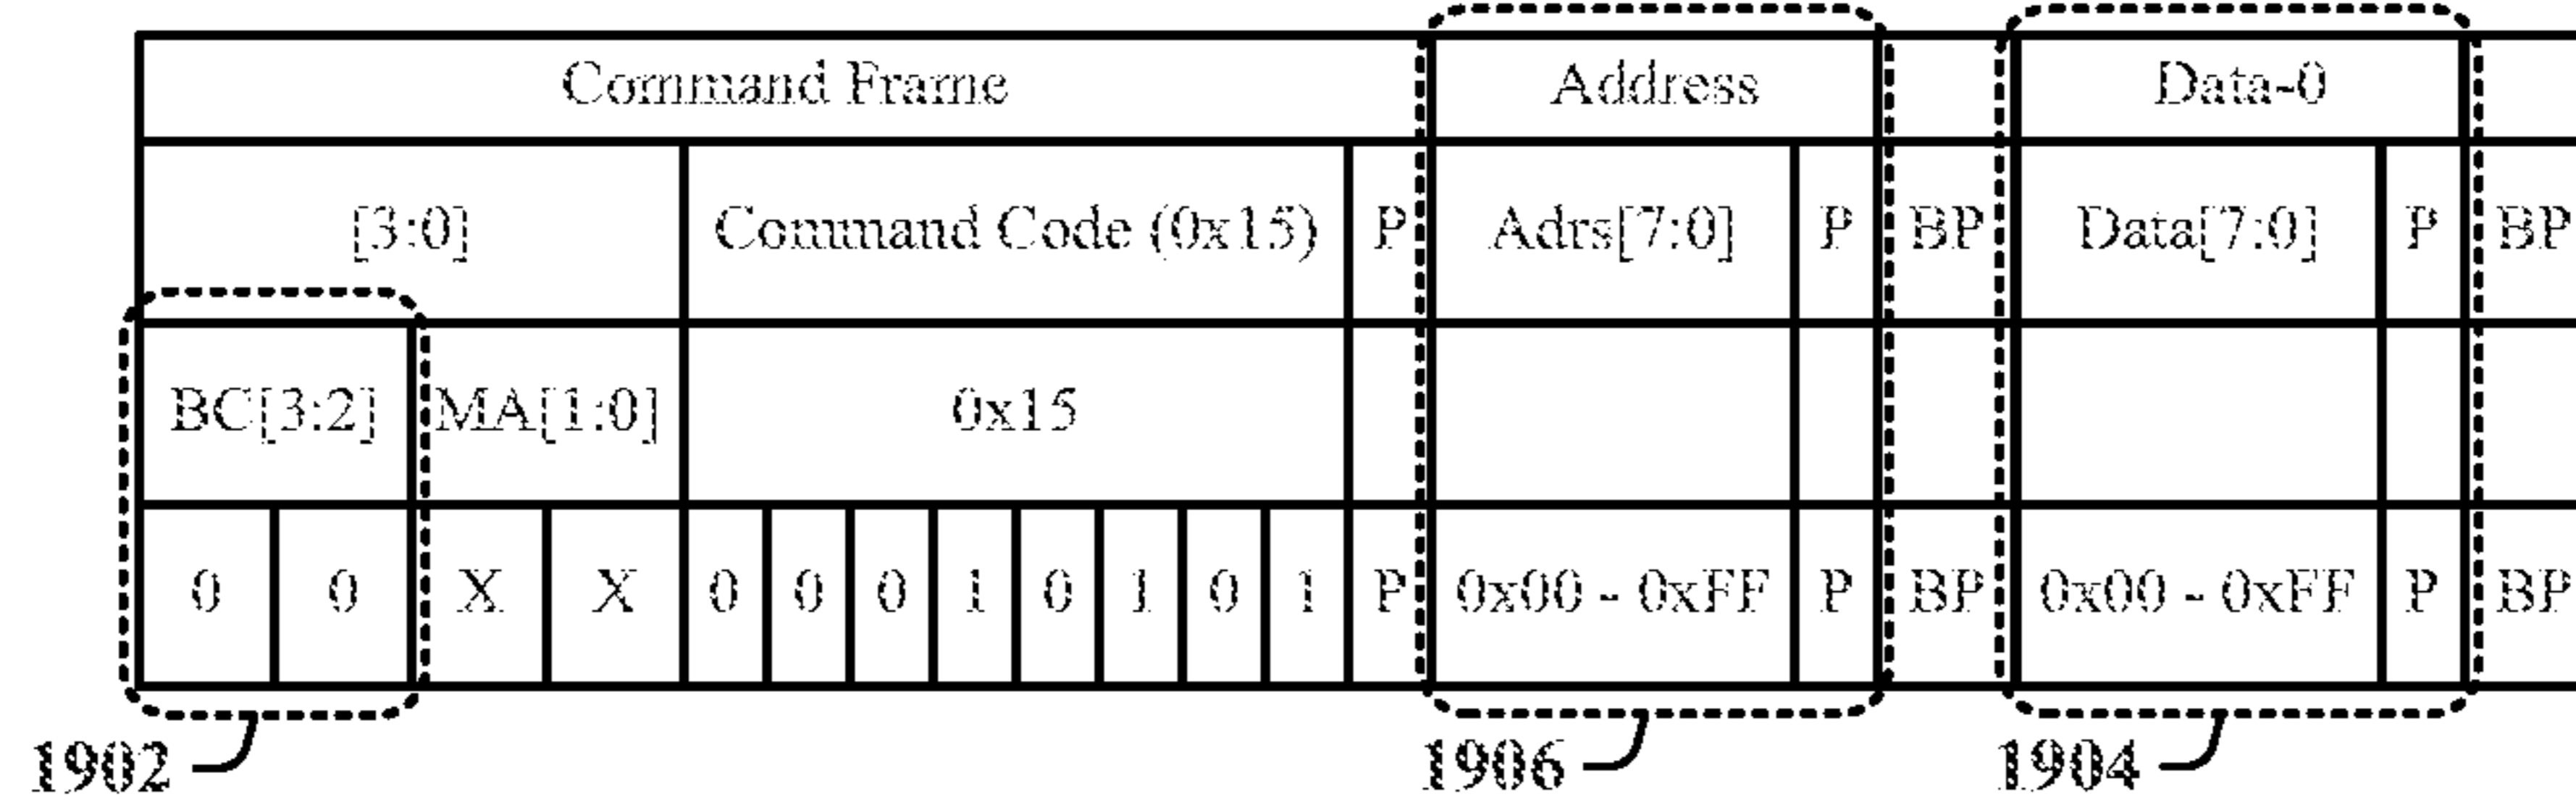 Command Frame Address Data-0
[3:0] Command Code (0x15) P Adrs[7:0] P BP Data[7:0] P BP
BC[3:2] MA[1:0] 0x15
0 0 X X 0 0 0 1 0 1 0 1 P 0x00 - 0xFF P BP 0x00 - 0xFF P BP
1902 1906 1904